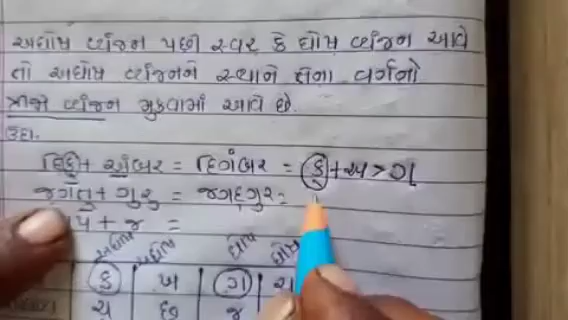 અઘોષ વ્યંજન પછી સ્વર કે ઘોષ વ્યંજન આવે
તો અઘોષ વ્યંજનને સ્થાને તેના વર્ગનો
ત્રીજો વ્યંજન મુકવામાં આવે છે.
ઉદા.
દિક્ + અંબર = દિગંબર = ક્ + અ > ગ
જગત્ + ગુરુ = જગદ્ગુરુ =
પ + જ =
અઘોષ અઘોષ ઘોષ ઘોષ
ક ખ ગ
ચ છ જ